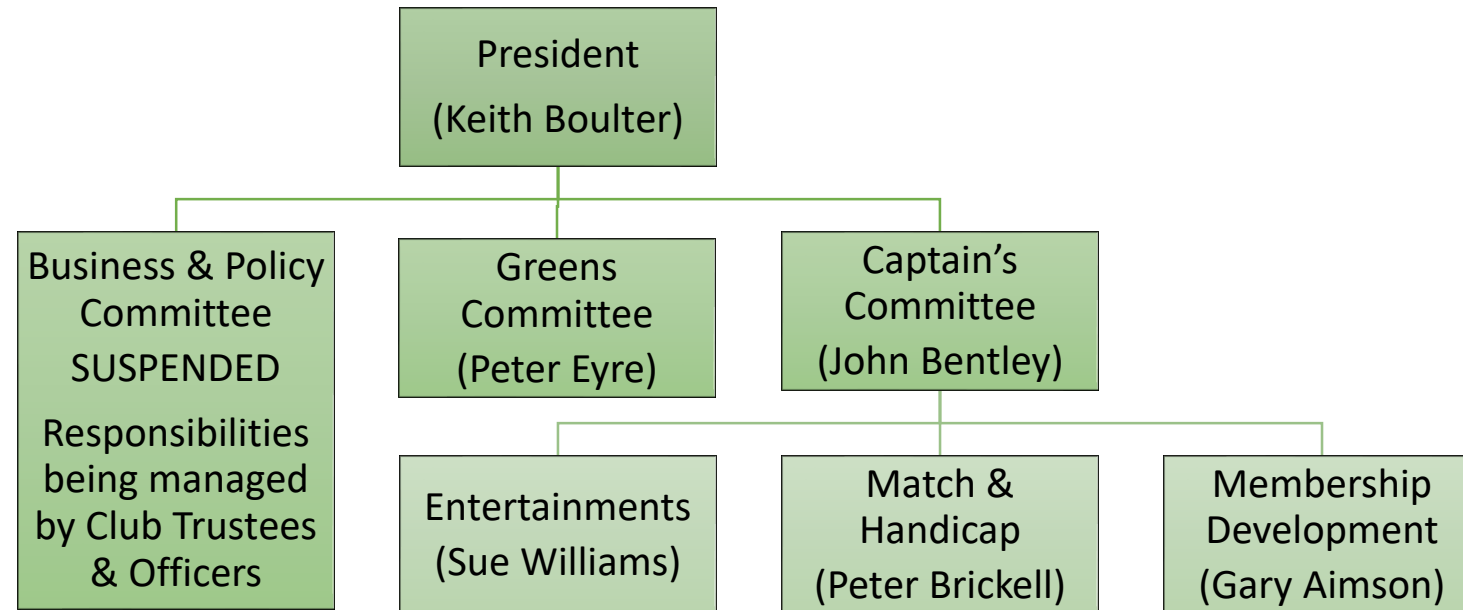 President
(Keith Boulter)
Business & Policy
Committee
SUSPENDED
Responsibilities
being managed
by Club Trustees
& Officers
Greens
Committee
(Peter Eyre)
Captain’s
Committee
(John Bentley)
Entertainments
(Sue Williams)
Match &
Handicap
(Peter Brickell)
Membership
Development
(Gary Aimson)